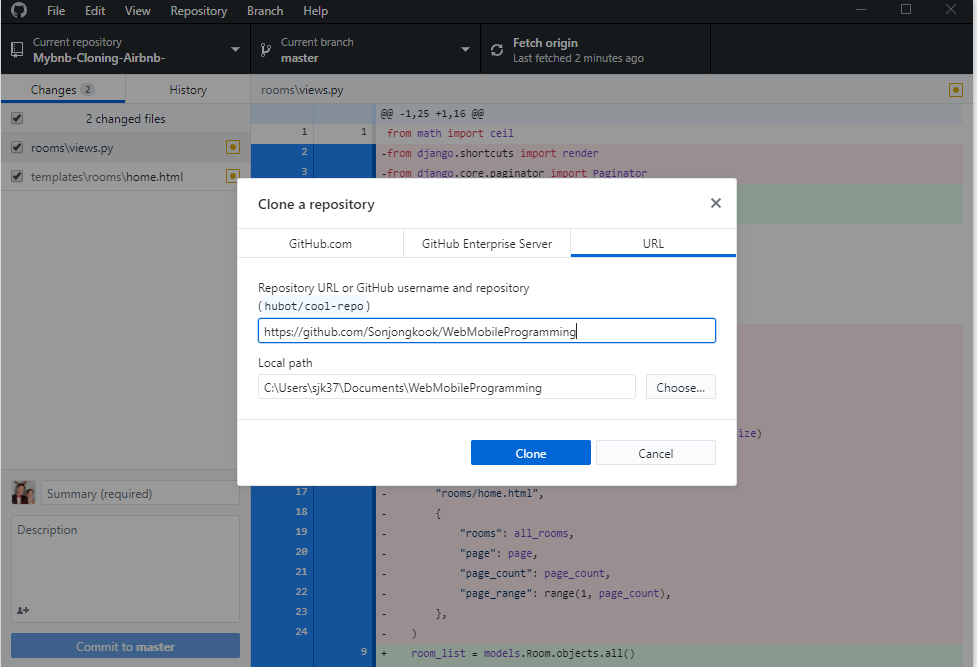 File Edit View Repository Branch Help
Current repository
Mybnb-Cloning-Airbnb-
Current branch
master
Fetch origin
Last fetched 2 minutes ago
Changes 2
History
rooms\views.py
2 changed files
rooms\views.py
templates\rooms\home.html
@@ -1,25 +1,16 @@
1 1 from math import ceil
2 -from django.shortcuts import render
3 -from django.core.paginator import Paginator
Clone a repository
GitHub.com
GitHub Enterprise Server
URL
Repository URL or GitHub username and repository
(hubot/cool-repo)
https://github.com/Sonjongkook/WebMobileProgramming
Local path
C:\Users\sjk37\Documents\WebMobileProgramming
Choose...
Clone
Cancel
ize)
17 - "rooms/home.html",
18 - {
19 - "rooms": all_rooms,
20 - "page": page,
21 - "page_count": page_count,
22 - "page_range": range(1, page_count),
23 - },
24 - )
9 + room_list = models.Room.objects.all()
Summary (required)
Description
Commit to master